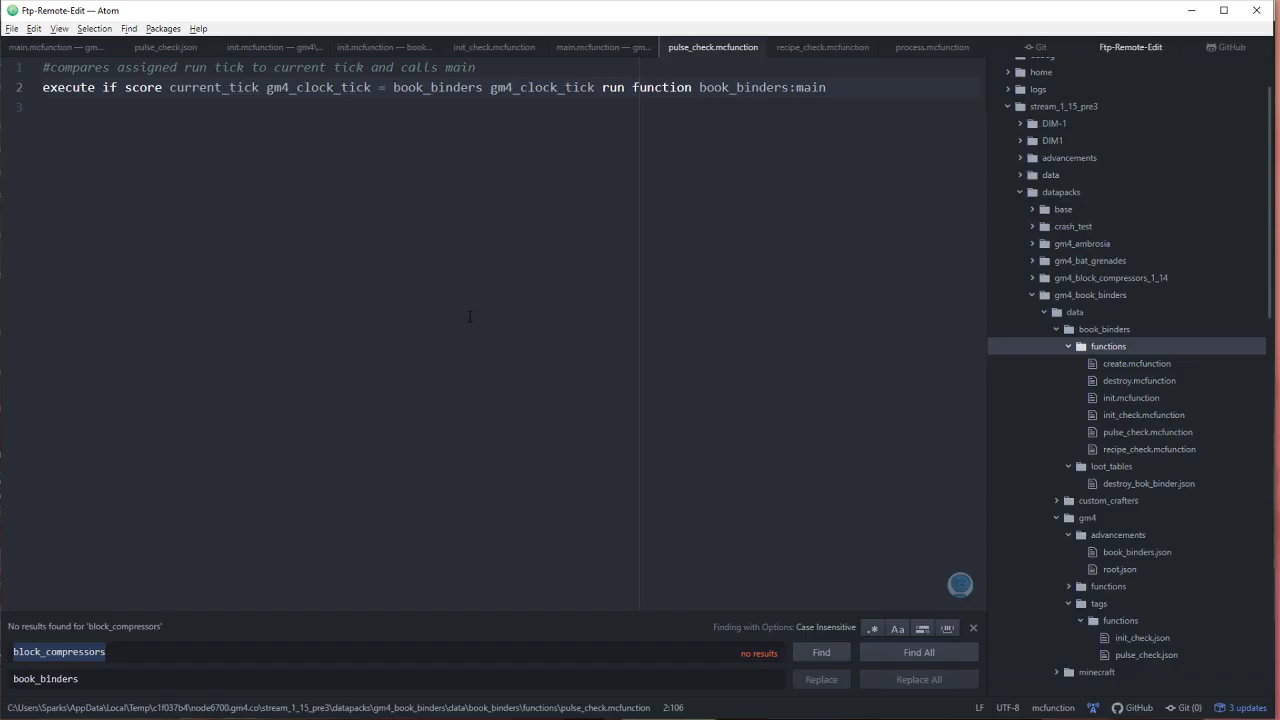 Ftp-Remote-Edit — Atom
File Edit View Selection Find Packages Help
main.mcfunction — gm... pulse_check.json init.mcfunction — gm4\... init.mcfunction — book... init_check.mcfunction main.mcfunction — gm... pulse_check.mcfunction recipe_check.mcfunction process.mcfunction Git Ftp-Remote-Edit GitHub
1 #compares assigned run tick to current tick and calls main
2 execute if score current_tick gm4_clock_tick = book_binders gm4_clock_tick run function book_binders:main
3
home
logs
stream_1_15_pre3
DIM-1
DIM1
advancements
data
datapacks
base
crash_test
gm4_ambrosia
gm4_bat_grenades
gm4_block_compressors_1_14
gm4_book_binders
data
book_binders
functions
create.mcfunction
destroy.mcfunction
init.mcfunction
init_check.mcfunction
pulse_check.mcfunction
recipe_check.mcfunction
loot_tables
destroy_bok_binder.json
custom_crafters
gm4
advancements
book_binders.json
root.json
functions
tags
functions
init_check.json
pulse_check.json
minecraft
No results found for 'block_compressors' Finding with Options: Case Insensitive .* Aa
block_compressors no results Find Find All
book_binders Replace Replace All
C:\Users\Sparks\AppData\Local\Temp\c1f037b4\node6700.gm4.co\stream_1_15_pre3\datapacks\gm4_book_binders\data\book_binders\functions\pulse_check.mcfunction 2:106 LF UTF-8 mcfunction GitHub Git (0) 3 updates